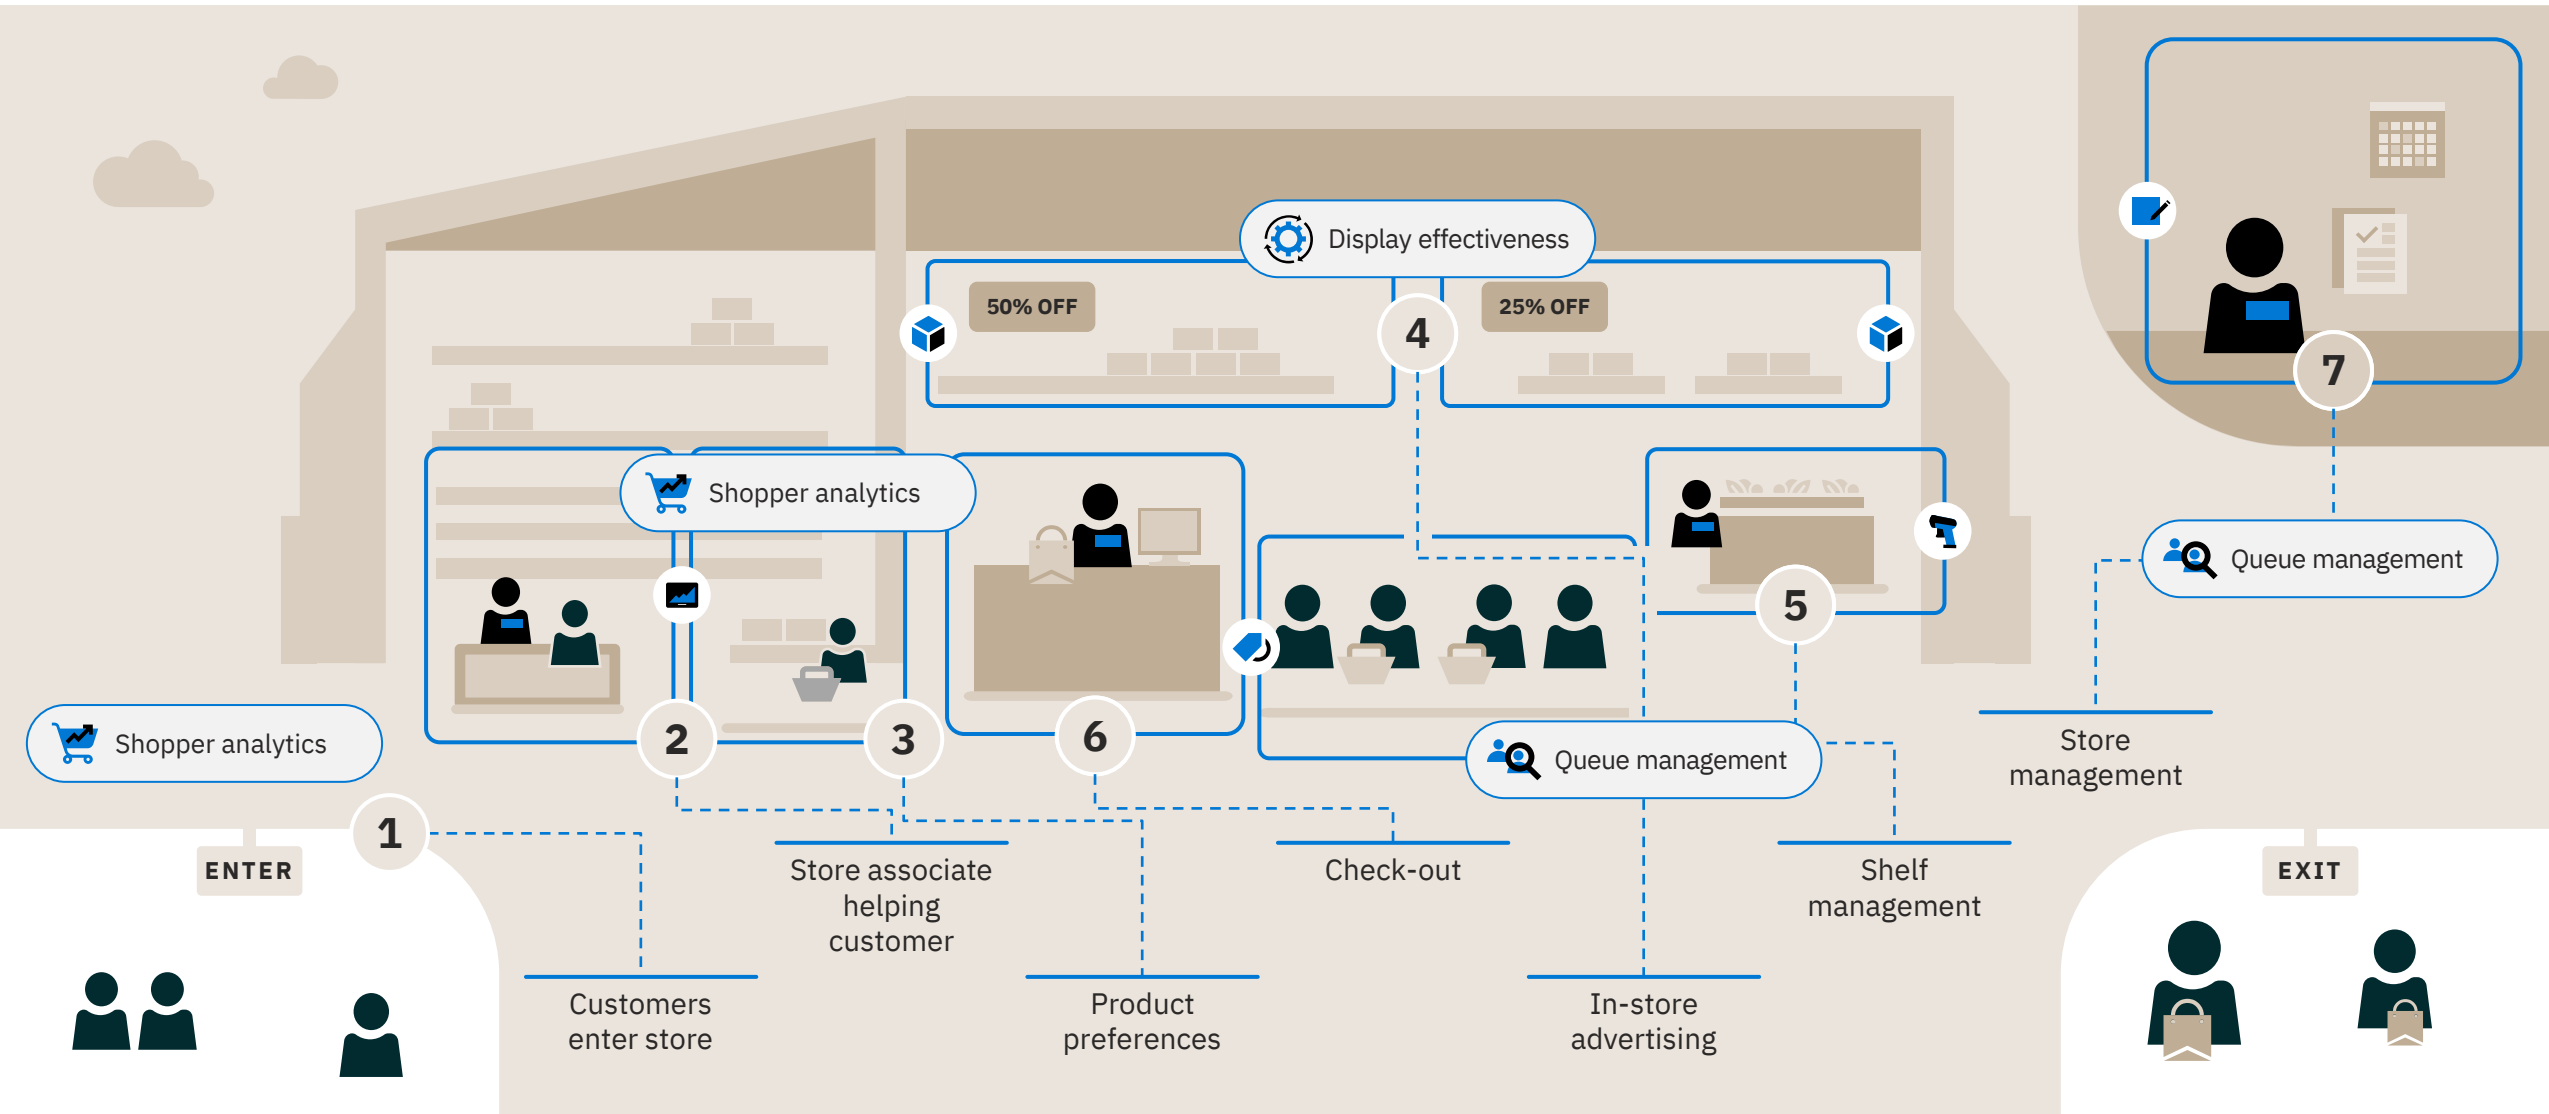 Display effectiveness
50% OFF
4
25% OFF
7
Shopper analytics
5
Queue management
2
3
6
Shopper analytics
Queue management
Store
management
1
ENTER
Store associate
helping
customer
Check-out
Shelf
management
EXIT
Customers
enter store
Product
preferences
In-store
advertising